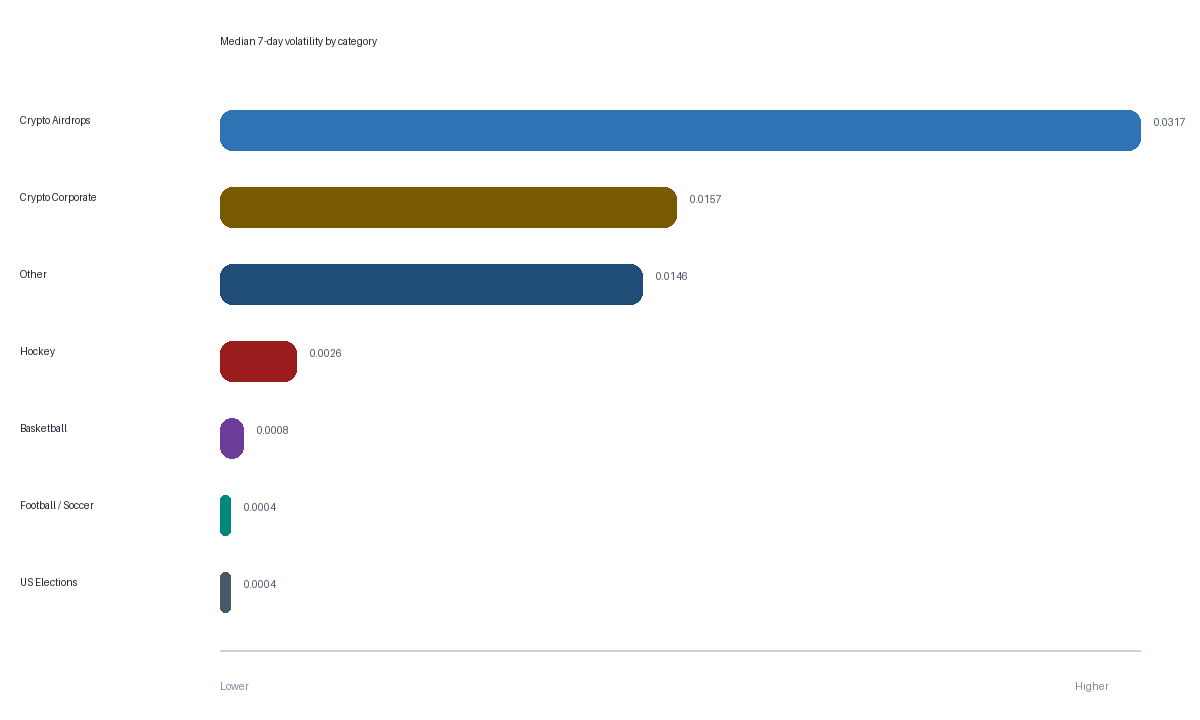 Median 7-day volatility by category
Crypto Airdrops 0.0317
Crypto Corporate 0.0157
Other 0.0146
Hockey 0.0026
Basketball 0.0008
Football / Soccer 0.0004
US Elections 0.0004
Lower Higher